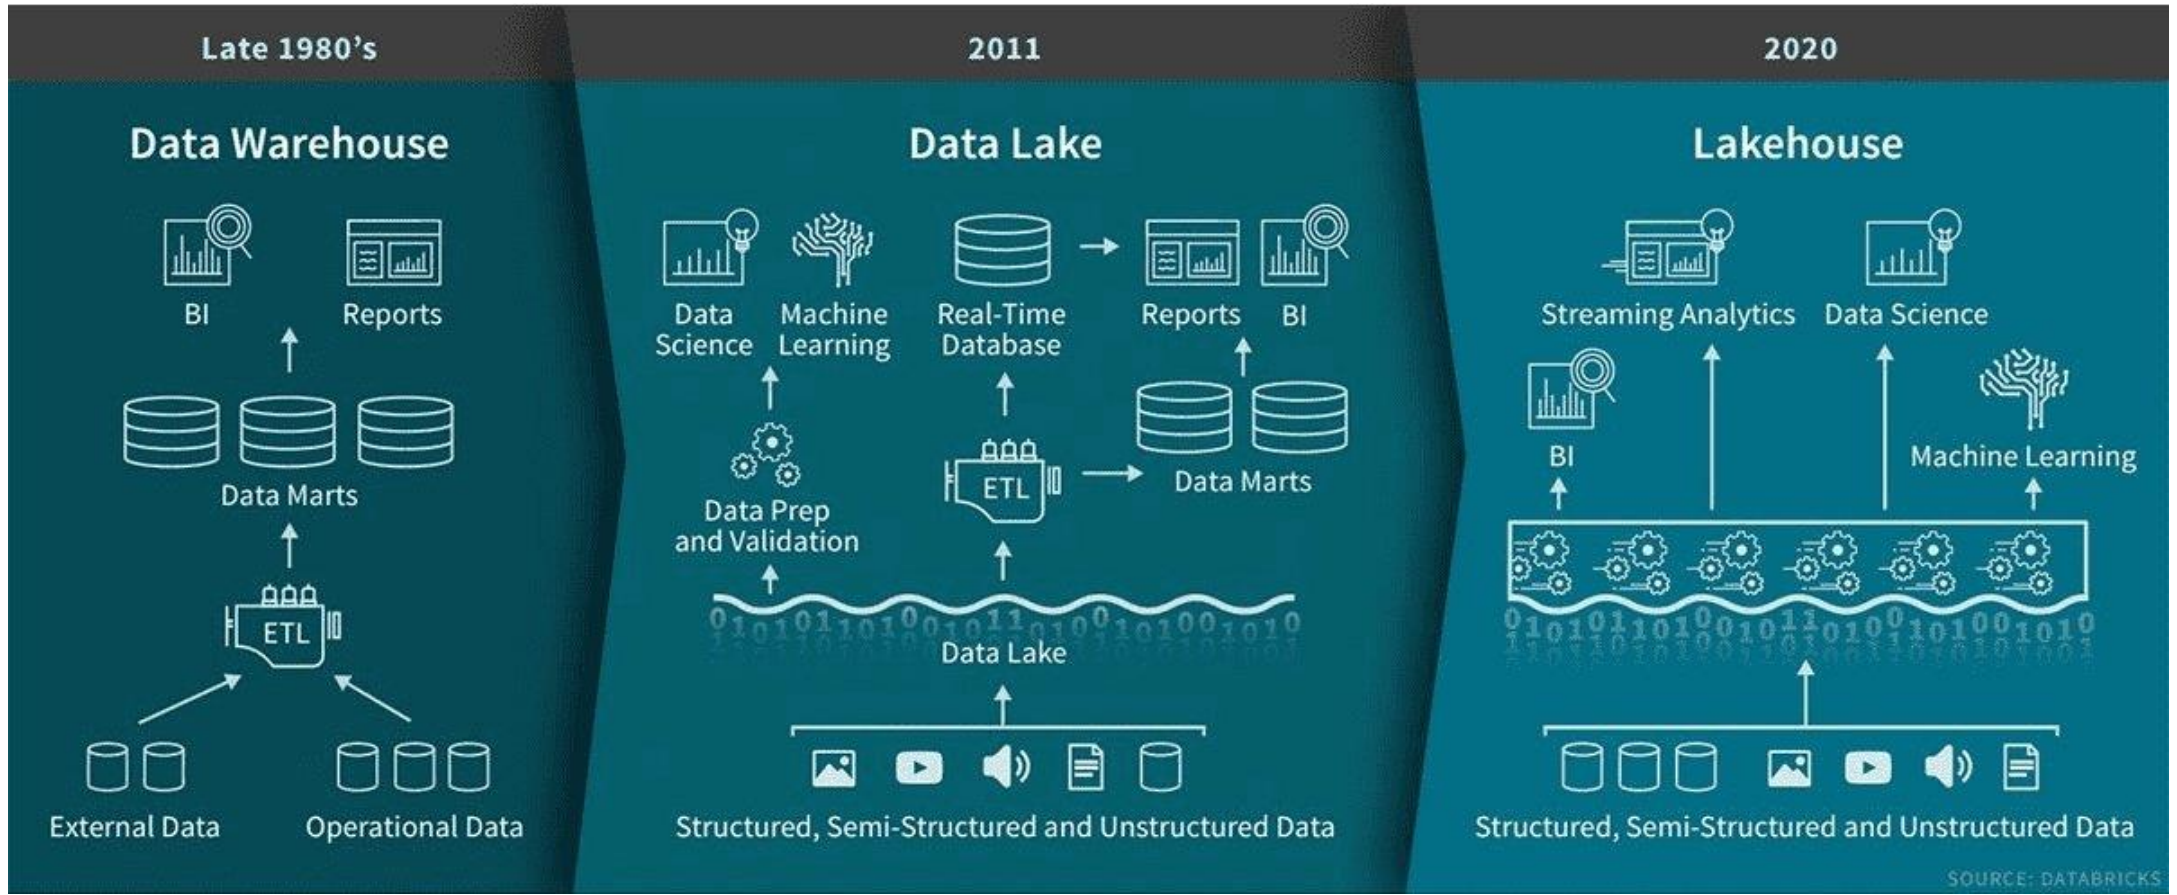 Late 1980's
Data Warehouse
BI
Reports
Data Marts
ETL
External Data
Operational Data
2011
Data Lake
Data
Science
Machine
Learning
Real-Time
Database
Reports
BI
Data Prep
and Validation
ETL
Data Marts
0101011010010110100101001010
Data Lake
Structured, Semi-Structured and Unstructured Data
2020
Lakehouse
Streaming Analytics
Data Science
BI
Machine Learning
Structured, Semi-Structured and Unstructured Data
SOURCE: DATABRICKS